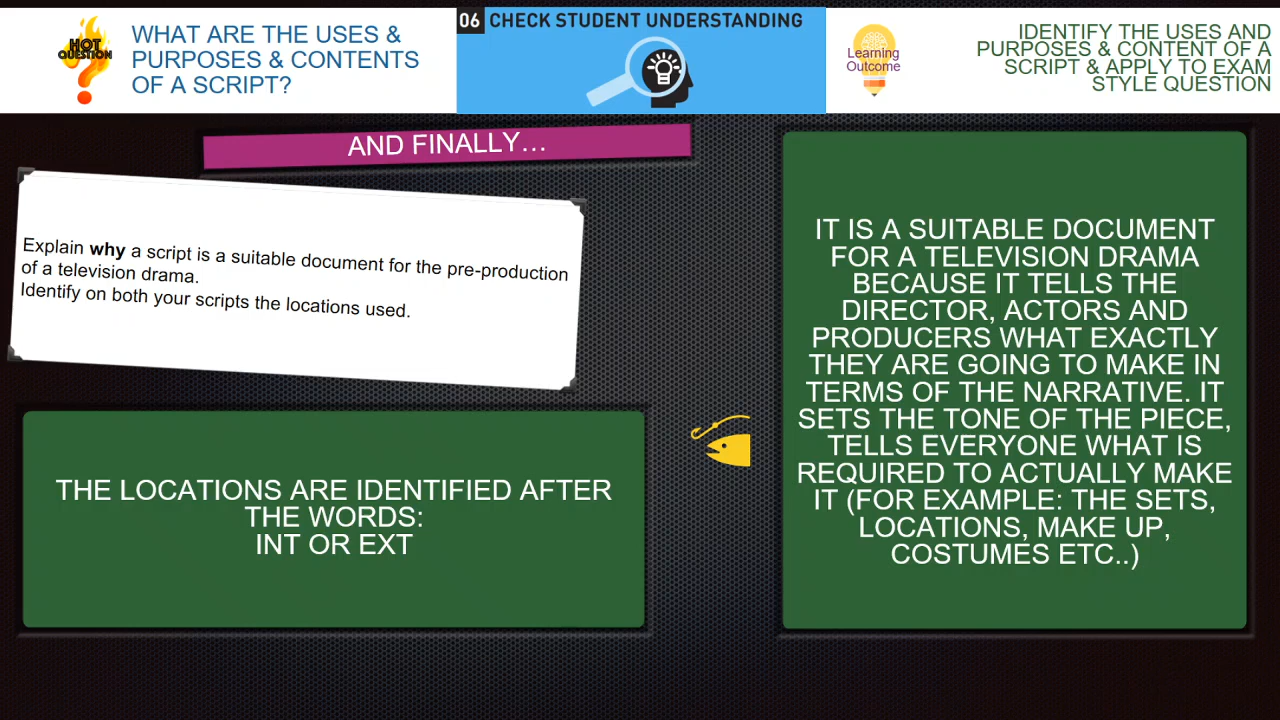 HOT
QUESTION
WHAT ARE THE USES &
PURPOSES & CONTENTS
OF A SCRIPT?
06 CHECK STUDENT UNDERSTANDING
Learning
Outcome
IDENTIFY THE USES AND
PURPOSES & CONTENT OF A
SCRIPT & APPLY TO EXAM
STYLE QUESTION
AND FINALLY…
Explain why a script is a suitable document for the pre-production
of a television drama.
Identify on both your scripts the locations used.
THE LOCATIONS ARE IDENTIFIED AFTER
THE WORDS:
INT OR EXT
IT IS A SUITABLE DOCUMENT
FOR A TELEVISION DRAMA
BECAUSE IT TELLS THE
DIRECTOR, ACTORS AND
PRODUCERS WHAT EXACTLY
THEY ARE GOING TO MAKE IN
TERMS OF THE NARRATIVE. IT
SETS THE TONE OF THE PIECE,
TELLS EVERYONE WHAT IS
REQUIRED TO ACTUALLY MAKE
IT (FOR EXAMPLE: THE SETS,
LOCATIONS, MAKE UP,
COSTUMES ETC..)